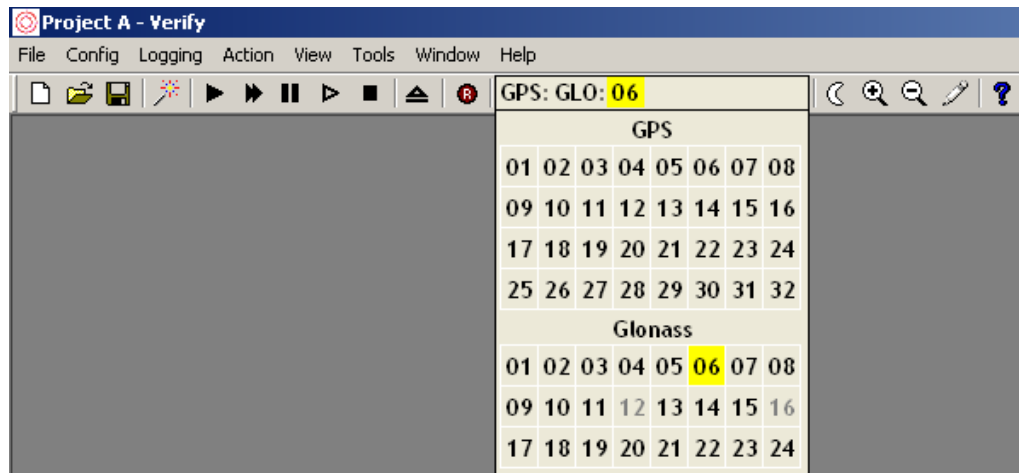 Project A - Verify
File Config Logging Action View Tools Window Help
R GPS: GLO: 06 ?
GPS
01 02 03 04 05 06 07 08
09 10 11 12 13 14 15 16
17 18 19 20 21 22 23 24
25 26 27 28 29 30 31 32
Glonass
01 02 03 04 05 06 07 08
09 10 11 12 13 14 15 16
17 18 19 20 21 22 23 24